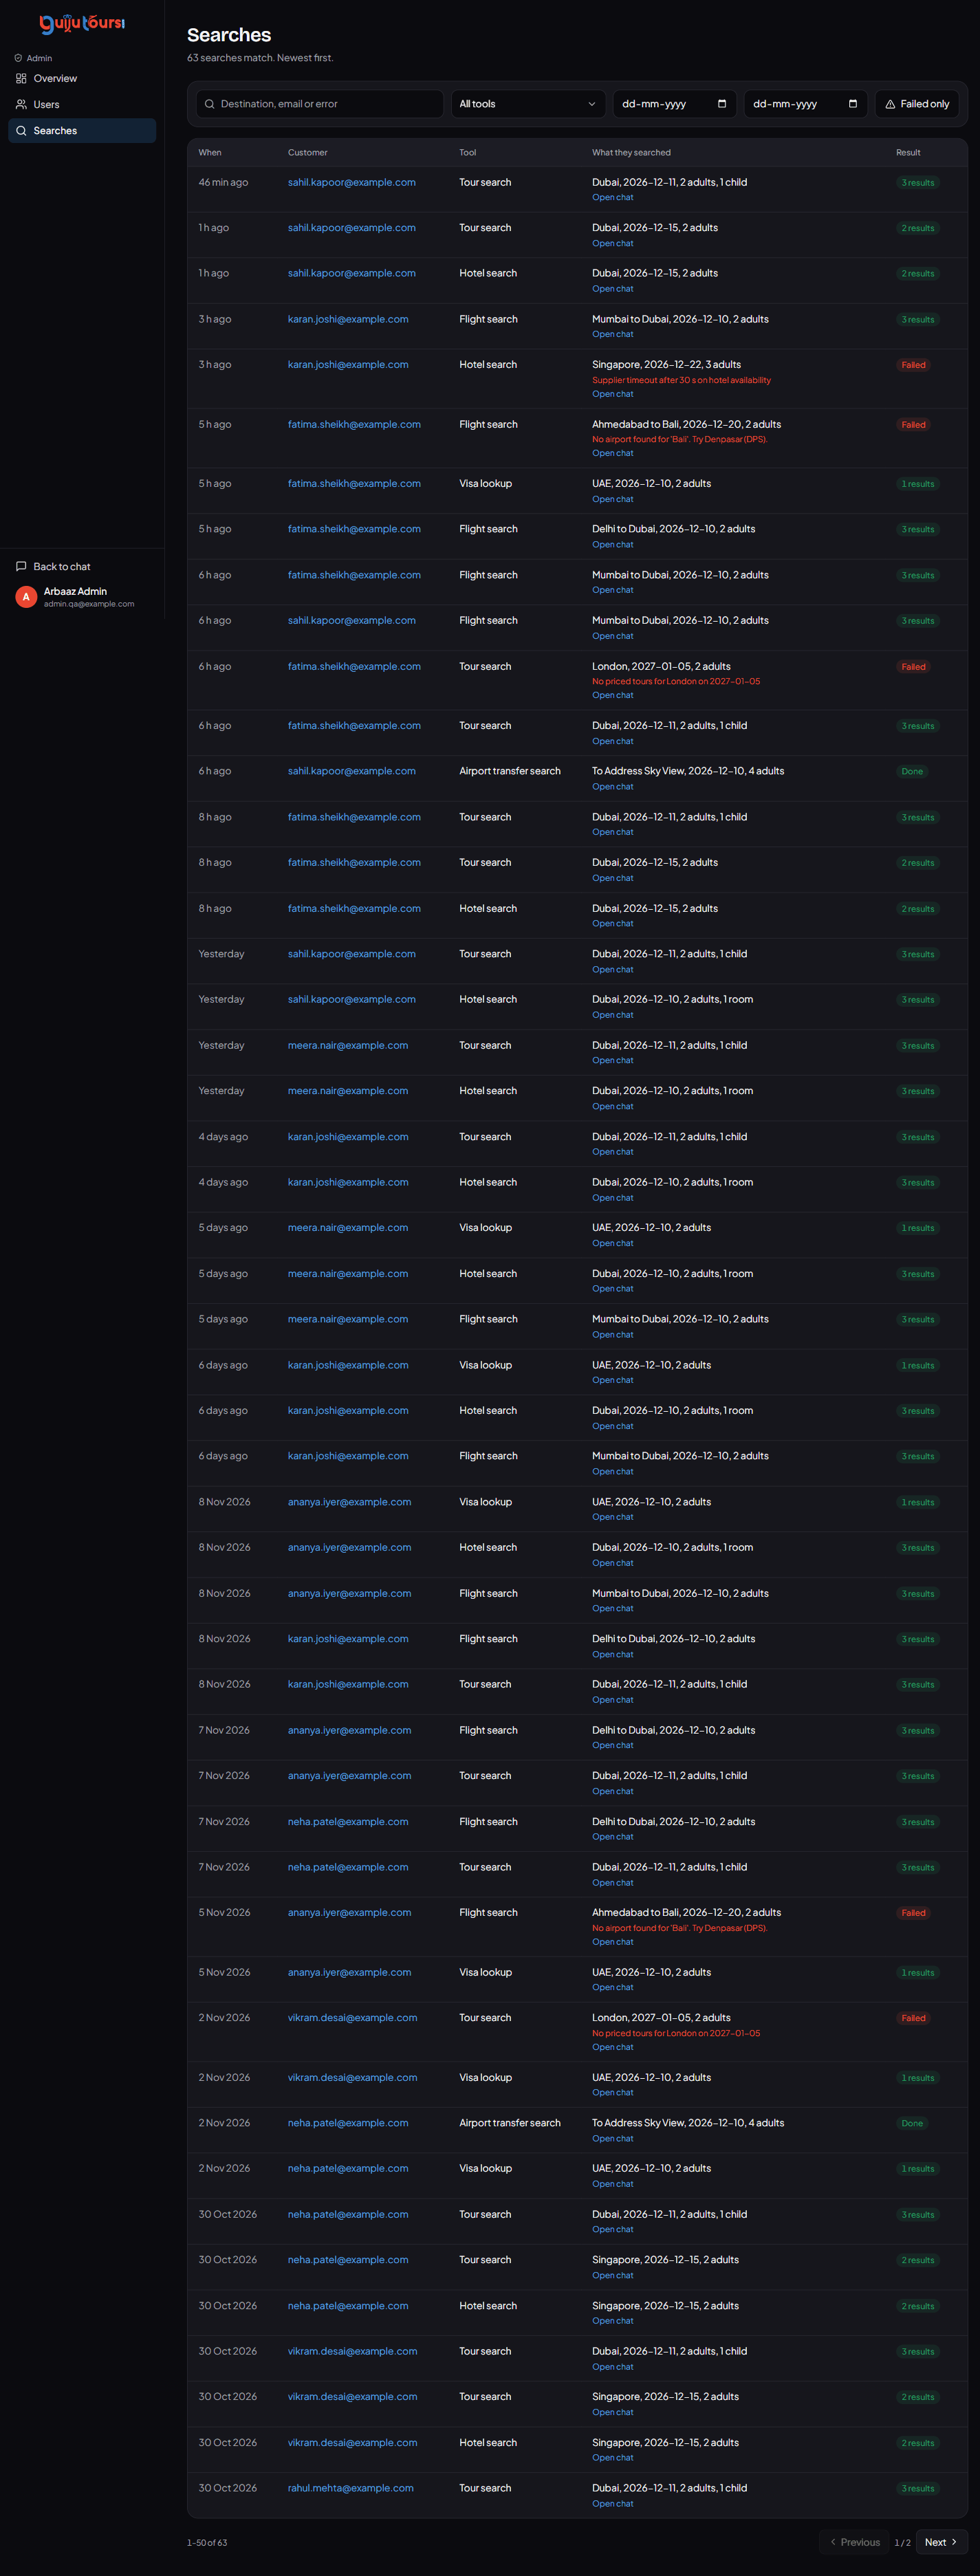 gujju tours
Admin
Overview
Users
Searches
Back to chat
A
Arbaaz Admin
admin.qa@example.com
Searches
63 searches match. Newest first.
Destination, email or error
All tools
dd-mm-yyyy
dd-mm-yyyy
Failed only
When Customer Tool What they searched Result
46 min ago sahil.kapoor@example.com Tour search Dubai, 2026-12-11, 2 adults, 1 child 3 results
Open chat
1 h ago sahil.kapoor@example.com Tour search Dubai, 2026-12-15, 2 adults 2 results
Open chat
1 h ago sahil.kapoor@example.com Hotel search Dubai, 2026-12-15, 2 adults 2 results
Open chat
3 h ago karan.joshi@example.com Flight search Mumbai to Dubai, 2026-12-10, 2 adults 3 results
Open chat
3 h ago karan.joshi@example.com Hotel search Singapore, 2026-12-22, 3 adults Failed
Supplier timeout after 30 s on hotel availability
Open chat
5 h ago fatima.sheikh@example.com Flight search Ahmedabad to Bali, 2026-12-20, 2 adults Failed
No airport found for 'Bali'. Try Denpasar (DPS).
Open chat
5 h ago fatima.sheikh@example.com Visa lookup UAE, 2026-12-10, 2 adults 1 results
Open chat
5 h ago fatima.sheikh@example.com Flight search Delhi to Dubai, 2026-12-10, 2 adults 3 results
Open chat
6 h ago fatima.sheikh@example.com Flight search Mumbai to Dubai, 2026-12-10, 2 adults 3 results
Open chat
6 h ago sahil.kapoor@example.com Flight search Mumbai to Dubai, 2026-12-10, 2 adults 3 results
Open chat
6 h ago fatima.sheikh@example.com Tour search London, 2027-01-05, 2 adults Failed
No priced tours for London on 2027-01-05
Open chat
6 h ago fatima.sheikh@example.com Tour search Dubai, 2026-12-11, 2 adults, 1 child 3 results
Open chat
6 h ago sahil.kapoor@example.com Airport transfer search To Address Sky View, 2026-12-10, 4 adults Done
Open chat
8 h ago fatima.sheikh@example.com Tour search Dubai, 2026-12-11, 2 adults, 1 child 3 results
Open chat
8 h ago fatima.sheikh@example.com Tour search Dubai, 2026-12-15, 2 adults 2 results
Open chat
8 h ago fatima.sheikh@example.com Hotel search Dubai, 2026-12-15, 2 adults 2 results
Open chat
Yesterday sahil.kapoor@example.com Tour search Dubai, 2026-12-11, 2 adults, 1 child 3 results
Open chat
Yesterday sahil.kapoor@example.com Hotel search Dubai, 2026-12-10, 2 adults, 1 room 3 results
Open chat
Yesterday meera.nair@example.com Tour search Dubai, 2026-12-11, 2 adults, 1 child 3 results
Open chat
Yesterday meera.nair@example.com Hotel search Dubai, 2026-12-10, 2 adults, 1 room 3 results
Open chat
4 days ago karan.joshi@example.com Tour search Dubai, 2026-12-11, 2 adults, 1 child 3 results
Open chat
4 days ago karan.joshi@example.com Hotel search Dubai, 2026-12-10, 2 adults, 1 room 3 results
Open chat
5 days ago meera.nair@example.com Visa lookup UAE, 2026-12-10, 2 adults 1 results
Open chat
5 days ago meera.nair@example.com Hotel search Dubai, 2026-12-10, 2 adults, 1 room 3 results
Open chat
5 days ago meera.nair@example.com Flight search Mumbai to Dubai, 2026-12-10, 2 adults 3 results
Open chat
6 days ago karan.joshi@example.com Visa lookup UAE, 2026-12-10, 2 adults 1 results
Open chat
6 days ago karan.joshi@example.com Hotel search Dubai, 2026-12-10, 2 adults, 1 room 3 results
Open chat
6 days ago karan.joshi@example.com Flight search Mumbai to Dubai, 2026-12-10, 2 adults 3 results
Open chat
8 Nov 2026 ananya.iyer@example.com Visa lookup UAE, 2026-12-10, 2 adults 1 results
Open chat
8 Nov 2026 ananya.iyer@example.com Hotel search Dubai, 2026-12-10, 2 adults, 1 room 3 results
Open chat
8 Nov 2026 ananya.iyer@example.com Flight search Mumbai to Dubai, 2026-12-10, 2 adults 3 results
Open chat
8 Nov 2026 karan.joshi@example.com Flight search Delhi to Dubai, 2026-12-10, 2 adults 3 results
Open chat
8 Nov 2026 karan.joshi@example.com Tour search Dubai, 2026-12-11, 2 adults, 1 child 3 results
Open chat
7 Nov 2026 ananya.iyer@example.com Flight search Delhi to Dubai, 2026-12-10, 2 adults 3 results
Open chat
7 Nov 2026 ananya.iyer@example.com Tour search Dubai, 2026-12-11, 2 adults, 1 child 3 results
Open chat
7 Nov 2026 neha.patel@example.com Flight search Delhi to Dubai, 2026-12-10, 2 adults 3 results
Open chat
7 Nov 2026 neha.patel@example.com Tour search Dubai, 2026-12-11, 2 adults, 1 child 3 results
Open chat
5 Nov 2026 ananya.iyer@example.com Flight search Ahmedabad to Bali, 2026-12-20, 2 adults Failed
No airport found for 'Bali'. Try Denpasar (DPS).
Open chat
5 Nov 2026 ananya.iyer@example.com Visa lookup UAE, 2026-12-10, 2 adults 1 results
Open chat
2 Nov 2026 vikram.desai@example.com Tour search London, 2027-01-05, 2 adults Failed
No priced tours for London on 2027-01-05
Open chat
2 Nov 2026 vikram.desai@example.com Visa lookup UAE, 2026-12-10, 2 adults 1 results
Open chat
2 Nov 2026 neha.patel@example.com Airport transfer search To Address Sky View, 2026-12-10, 4 adults Done
Open chat
2 Nov 2026 neha.patel@example.com Visa lookup UAE, 2026-12-10, 2 adults 1 results
Open chat
30 Oct 2026 neha.patel@example.com Tour search Dubai, 2026-12-11, 2 adults, 1 child 3 results
Open chat
30 Oct 2026 neha.patel@example.com Tour search Singapore, 2026-12-15, 2 adults 2 results
Open chat
30 Oct 2026 neha.patel@example.com Hotel search Singapore, 2026-12-15, 2 adults 2 results
Open chat
30 Oct 2026 vikram.desai@example.com Tour search Dubai, 2026-12-11, 2 adults, 1 child 3 results
Open chat
30 Oct 2026 vikram.desai@example.com Tour search Singapore, 2026-12-15, 2 adults 2 results
Open chat
30 Oct 2026 vikram.desai@example.com Hotel search Singapore, 2026-12-15, 2 adults 2 results
Open chat
30 Oct 2026 rahul.mehta@example.com Tour search Dubai, 2026-12-11, 2 adults, 1 child 3 results
Open chat
1-50 of 63
Previous 1 / 2 Next